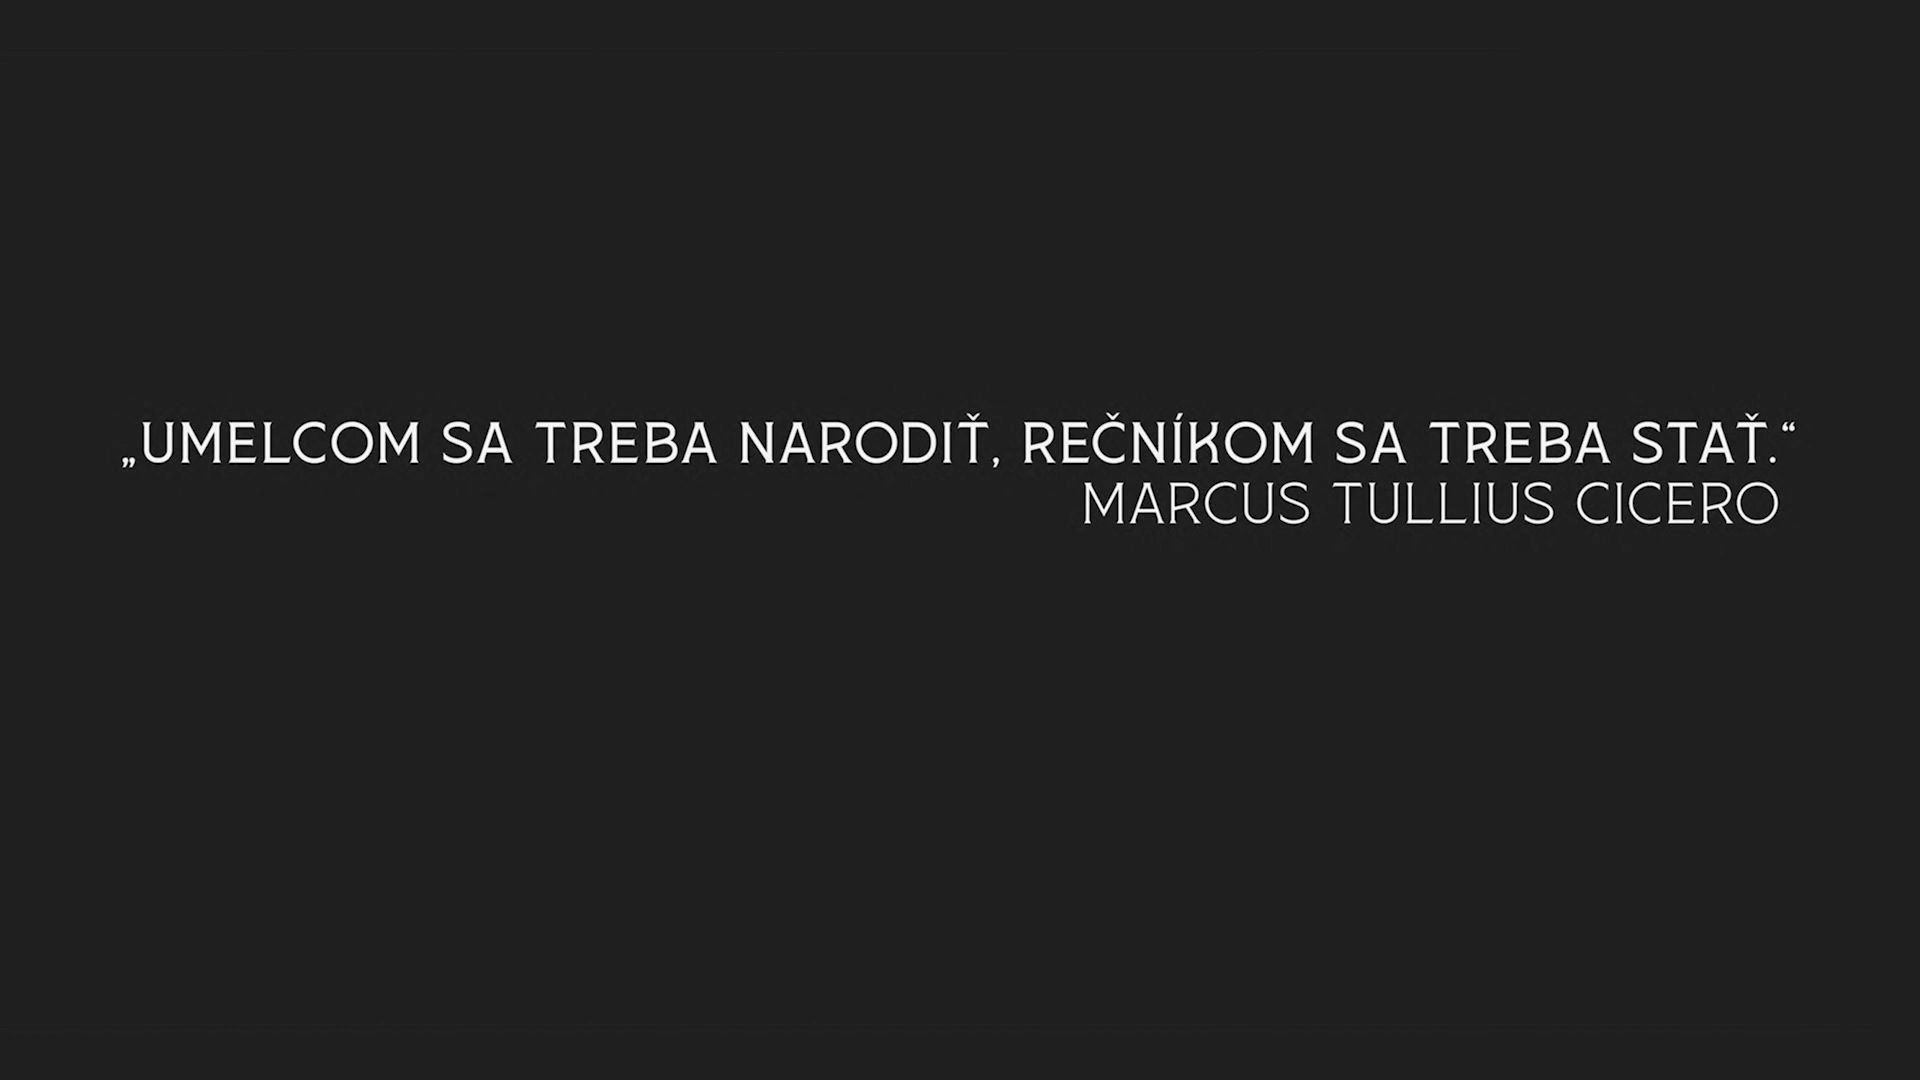 „UMELCOM SA TREBA NARODIŤ, REČNÍKOM SA TREBA STAŤ.“
MARCUS TULLIUS CICERO